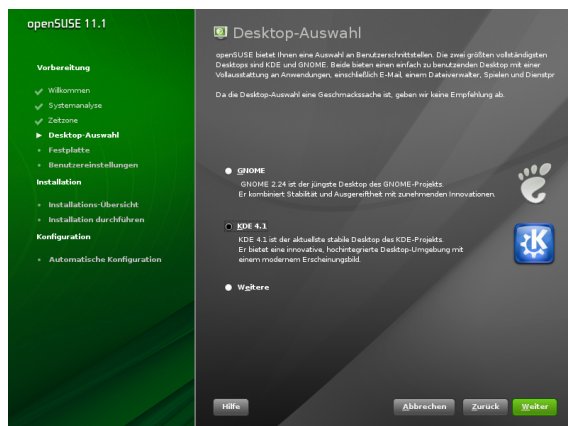 openSUSE 11.1
Vorbereitung
Willkommen
Systemanalyse
Zeitzone
Desktop-Auswahl
Festplatte
Benutzereinstellungen
Installation
Installations-Übersicht
Installation durchführen
Konfiguration
Automatische Konfiguration
Desktop-Auswahl
openSUSE bietet Ihnen eine Auswahl an Benutzerschnittstellen. Die zwei größten vollständigsten
Desktops sind KDE und GNOME. Beide bieten einen einfach zu benutzenden Desktop mit einer
Vollausstattung an Anwendungen, einschließlich E-Mail, einem Dateiverwalter, Spielen und Dienstpr
Da die Desktop-Auswahl eine Geschmackssache ist, geben wir keine Empfehlung ab.
GNOME
GNOME 2.24 ist der jüngste Desktop des GNOME-Projekts.
Er kombiniert Stabilität und Ausgereiftheit mit zunehmenden Innovationen.
KDE 4.1
KDE 4.1 ist der aktuellste stabile Desktop des KDE-Projekts.
Er bietet eine innovative, hochintegrierte Desktop-Umgebung mit
einem modernem Erscheinungsbild.
Weitere
Hilfe
Abbrechen
Zurück
Weiter